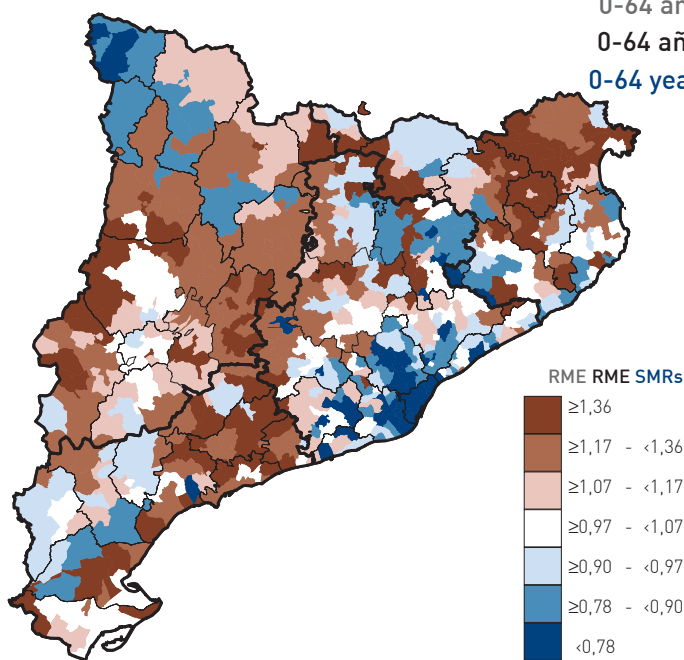 0-64 añ
0-64 añ
0-64 yea
RME RME SMRs
≥1,36
≥1,17 - <1,36
≥1,07 - <1,17
≥0,97 - <1,07
≥0,90 - <0,97
≥0,78 - <0,90
<0,78